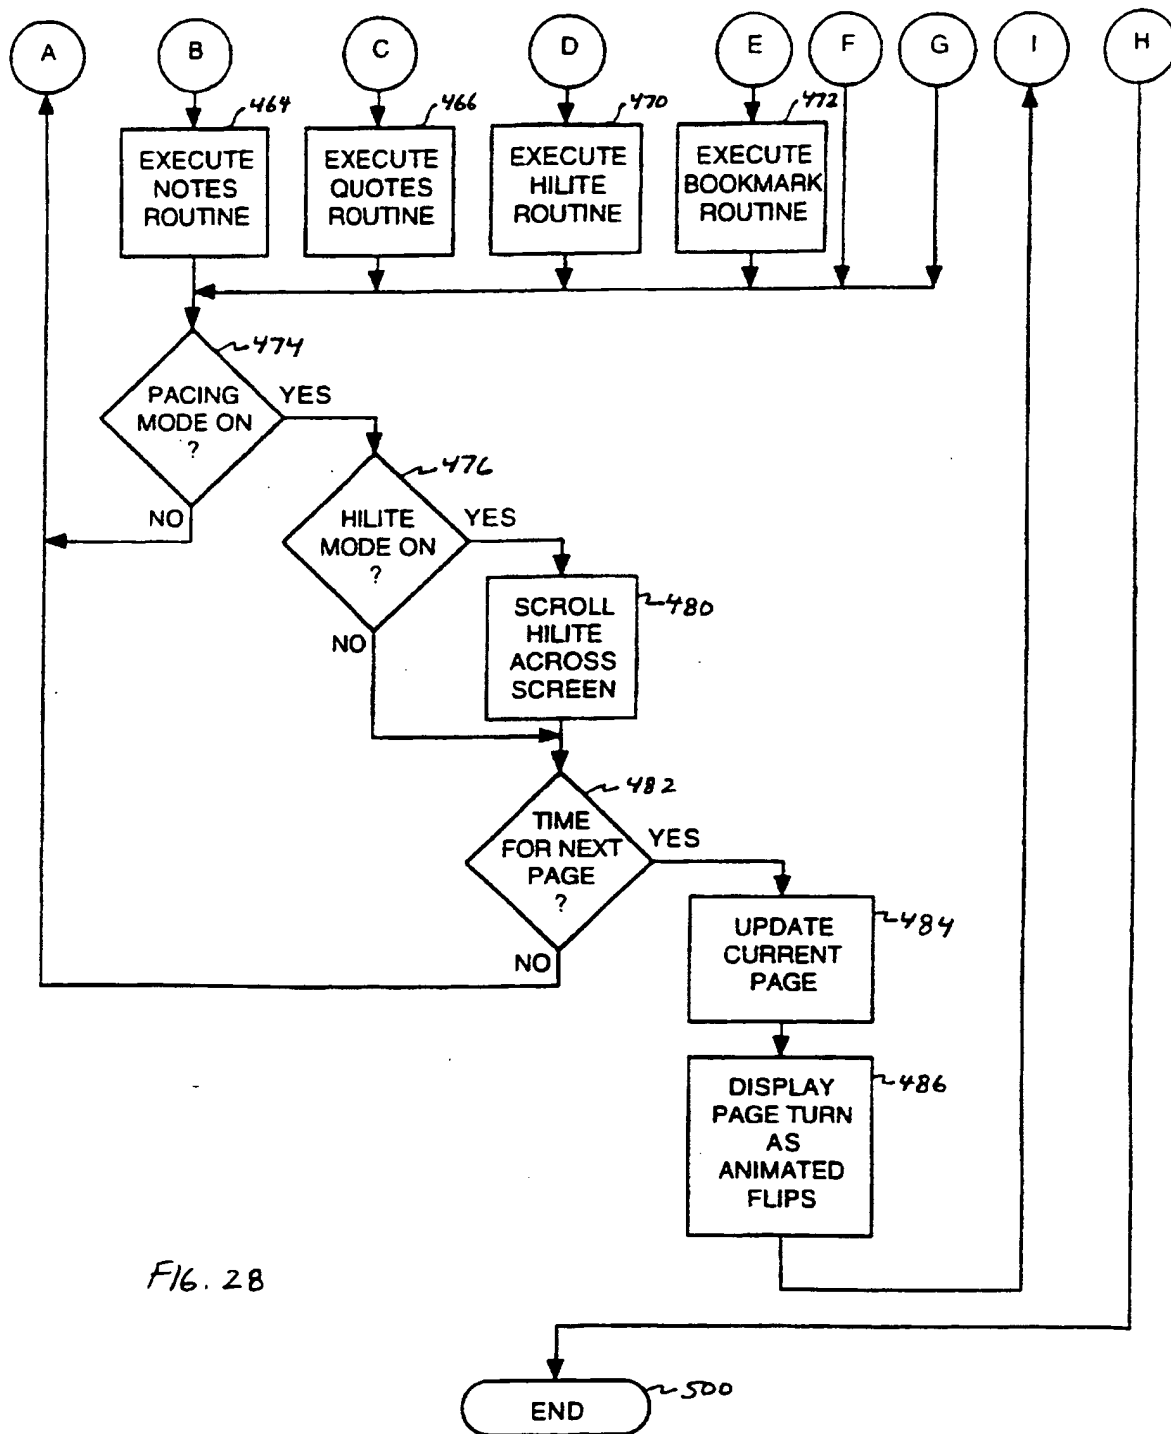 A B C D E F G I H
464 466 470 472
EXECUTE
NOTES
ROUTINE
EXECUTE
QUOTES
ROUTINE
EXECUTE
HILITE
ROUTINE
EXECUTE
BOOKMARK
ROUTINE
474
PACING
MODE ON
?
YES
NO
476
HILITE
MODE ON
?
YES
NO
480
SCROLL
HILITE
ACROSS
SCREEN
482
TIME
FOR NEXT
PAGE
?
YES
NO
484
UPDATE
CURRENT
PAGE
486
DISPLAY
PAGE TURN
AS
ANIMATED
FLIPS
FIG. 28
500
END